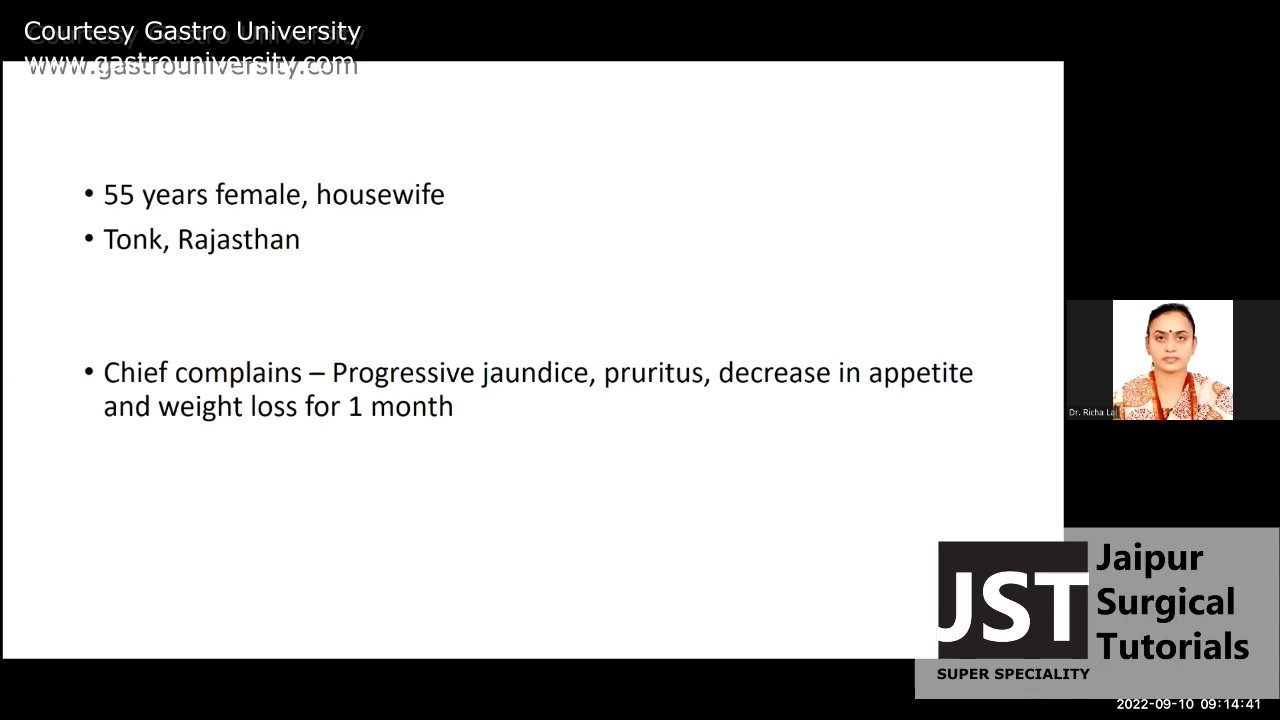 Courtesy Gastro University
www.gastrouniversity.com
• 55 years female, housewife
• Tonk, Rajasthan
• Chief complains – Progressive jaundice, pruritus, decrease in appetite
and weight loss for 1 month
Dr. Richa Lal
JST
SUPER SPECIALITY
Jaipur
Surgical
Tutorials
2022-09-10 09:14:41